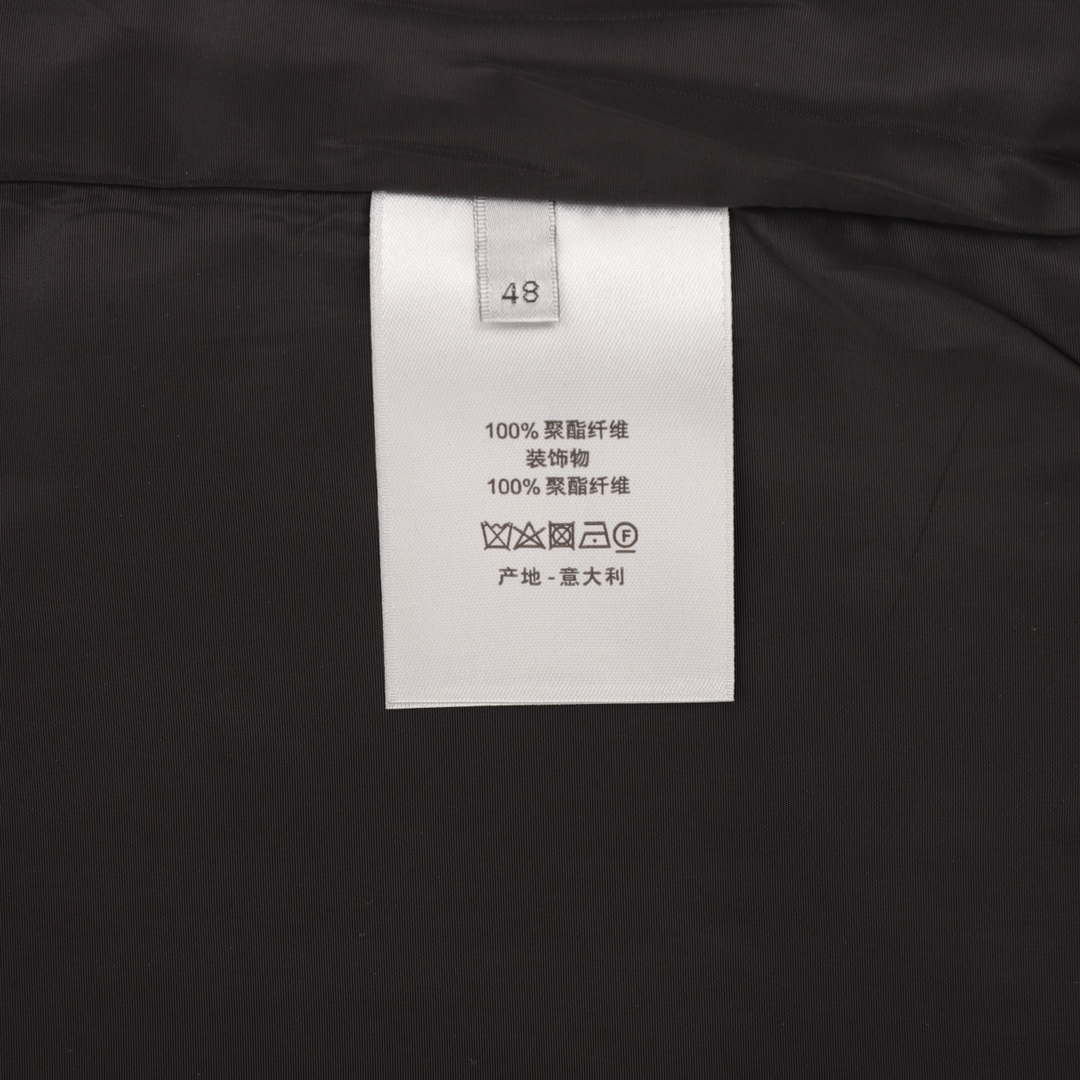 48
100% 聚酯纤维
装饰物
100% 聚酯纤维
F
产地 - 意大利